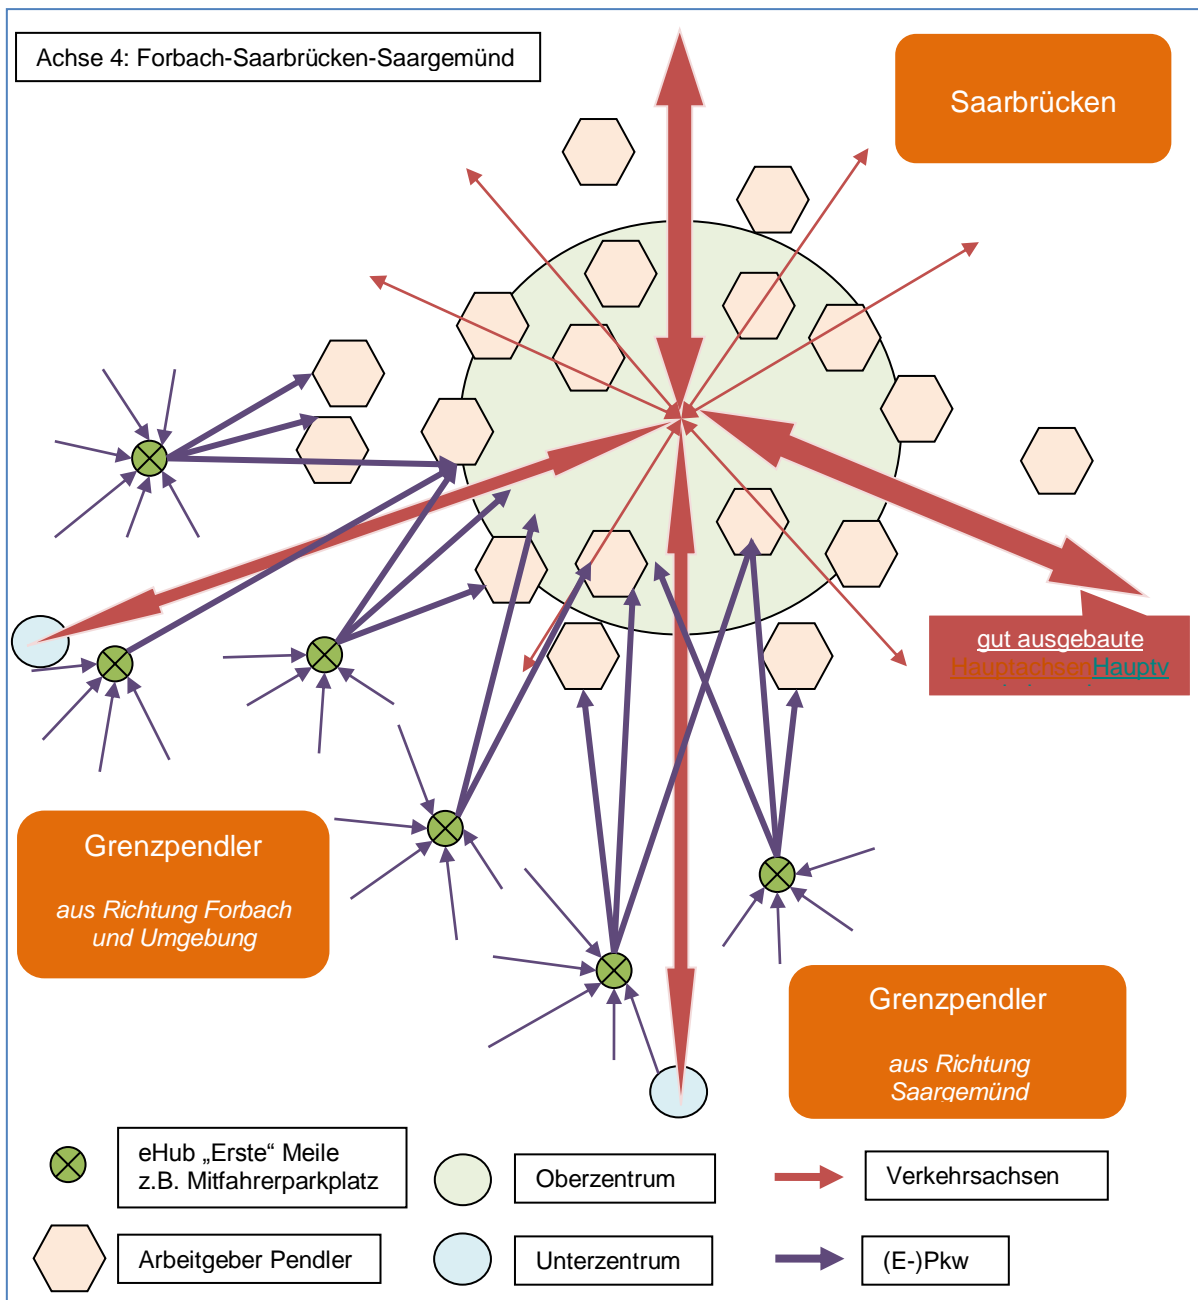 Achse 4: Forbach-Saarbrücken-Saargemünd
Saarbrücken
gut ausgebaute
HauptachsenHauptv
Grenzpendler
aus Richtung Forbach
und Umgebung
Grenzpendler
aus Richtung
Saargemünd
eHub „Erste“ Meile
z.B. Mitfahrerparkplatz
Oberzentrum
Verkehrsachsen
Arbeitgeber Pendler
Unterzentrum
(E-)Pkw